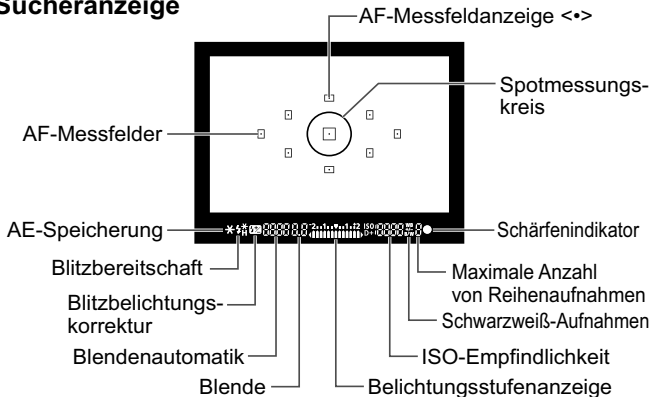 Sucheranzeige
AF-Messfeldanzeige <•>
Spotmessungs-
kreis
AF-Messfelder
AE-Speicherung
Schärfenindikator
Blitzbereitschaft
Maximale Anzahl
von Reihenaufnahmen
Blitzbelichtungs-
korrektur
Schwarzweiß-Aufnahmen
Blendenautomatik
ISO-Empfindlichkeit
Blende
Belichtungsstufenanzeige